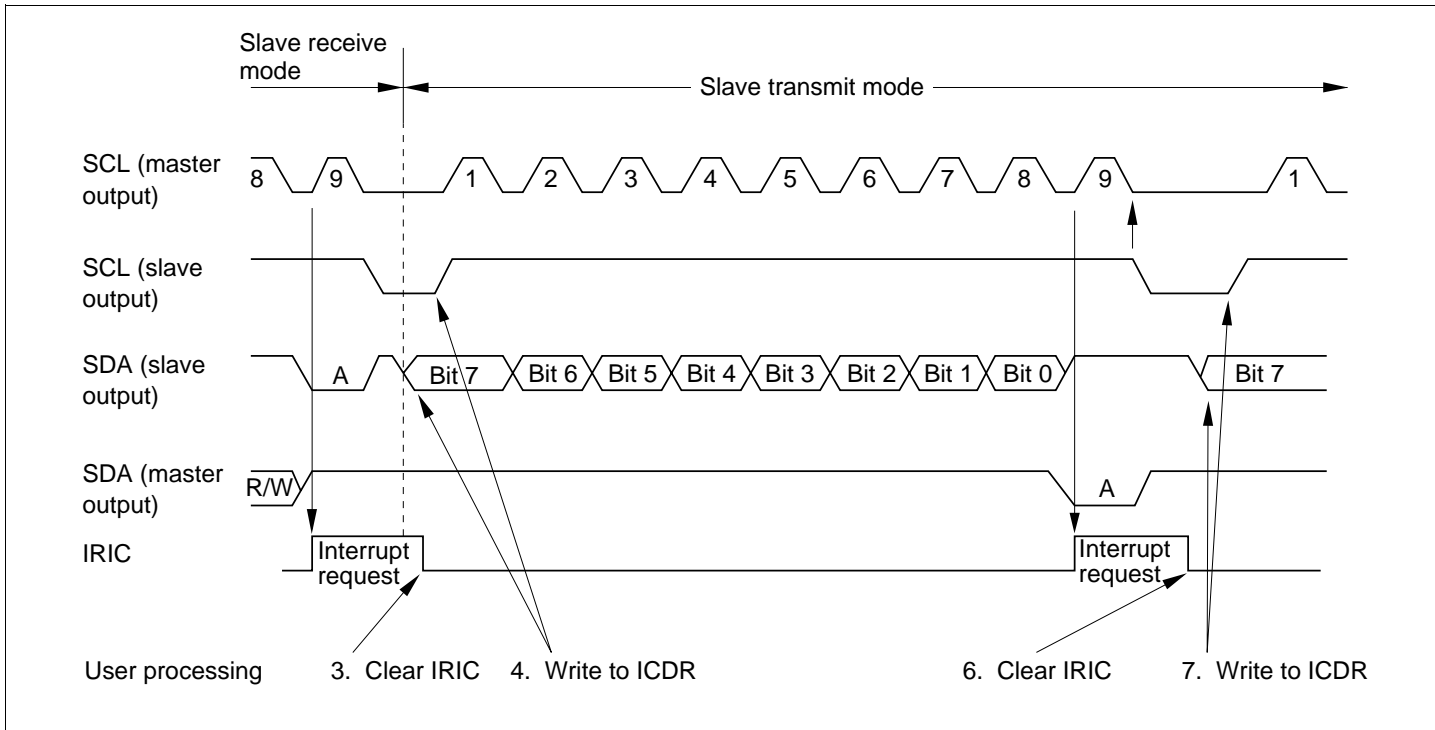 Slave receive
mode
Slave transmit mode
SCL (master
output)
8 9 1 2 3 4 5 6 7 8 9 1
SCL (slave
output)
SDA (slave
output)
A Bit 7 Bit 6 Bit 5 Bit 4 Bit 3 Bit 2 Bit 1 Bit 0 Bit 7
SDA (master
output)
R/W A
IRIC
Interrupt
request
Interrupt
request
User processing 3. Clear IRIC 4. Write to ICDR 6. Clear IRIC 7. Write to ICDR